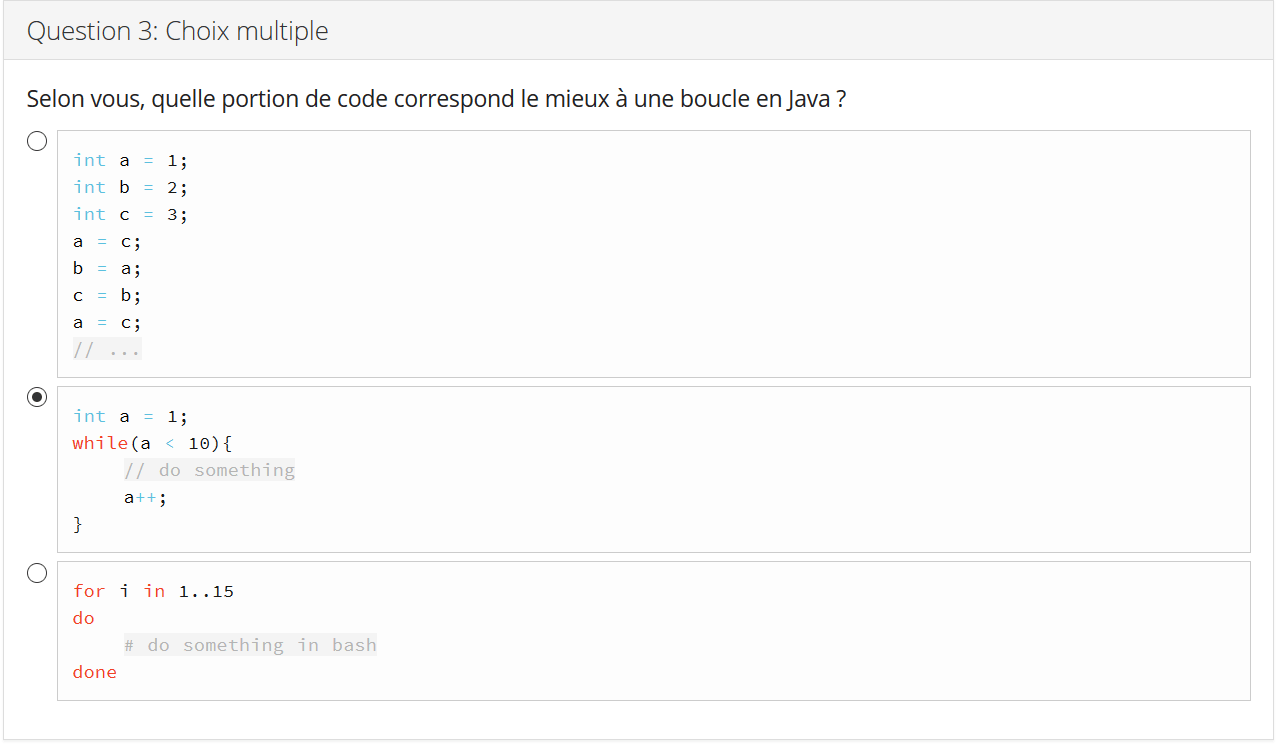 Question 3: Choix multiple
Selon vous, quelle portion de code correspond le mieux à une boucle en Java ?
int a = 1;
int b = 2;
int c = 3;
a = c;
b = a;
c = b;
a = c;
// ...
int a = 1;
while(a < 10){
// do something
a++;
}
for i in 1..15
do
# do something in bash
done